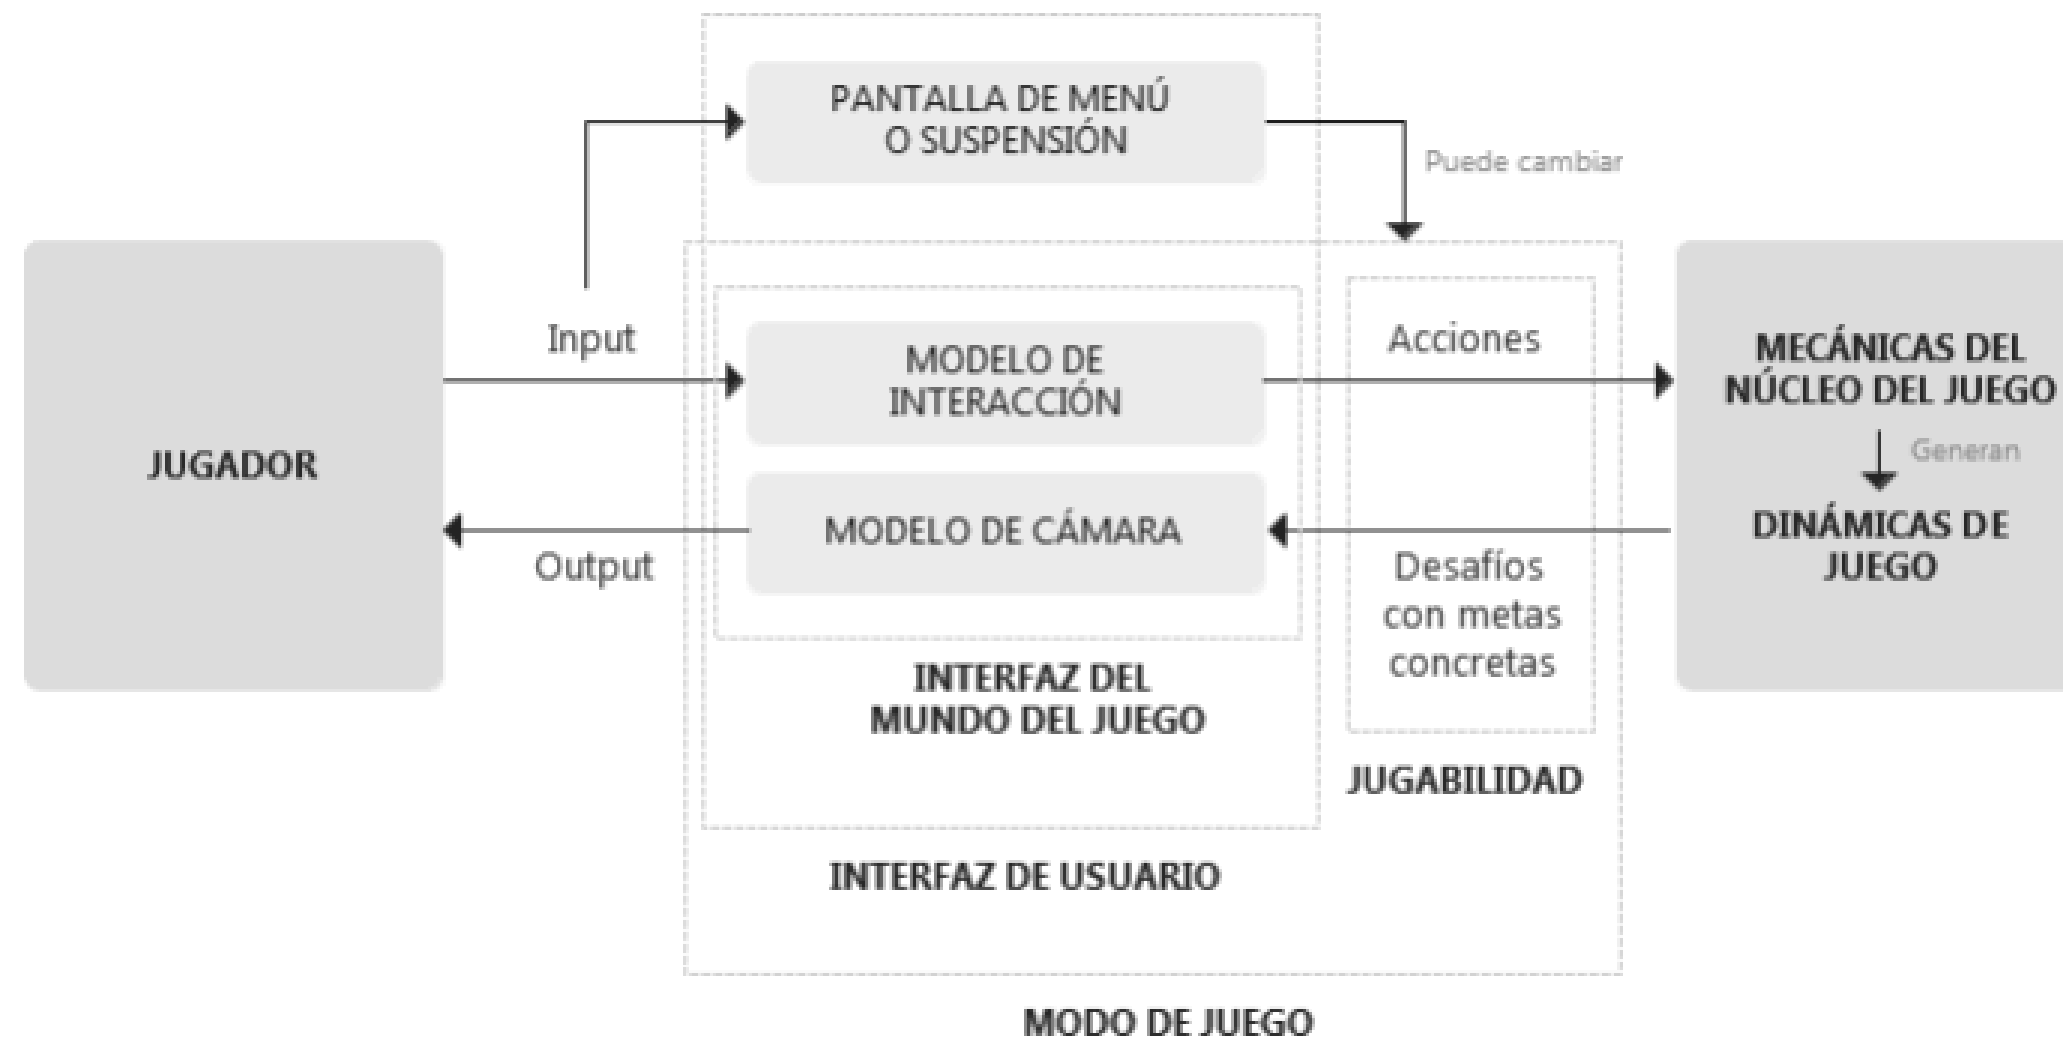 PANTALLA DE MENÚ
O SUSPENSIÓN
Puede cambiar
Input
MODELO DE
INTERACCIÓN
Acciones
MECÁNICAS DEL
NÚCLEO DEL JUEGO
Generan
JUGADOR
DINÁMICAS DE
JUEGO
MODELO DE CÁMARA
Output
Desafíos
con metas
concretas
INTERFAZ DEL
MUNDO DEL JUEGO
JUGABILIDAD
INTERFAZ DE USUARIO
MODO DE JUEGO